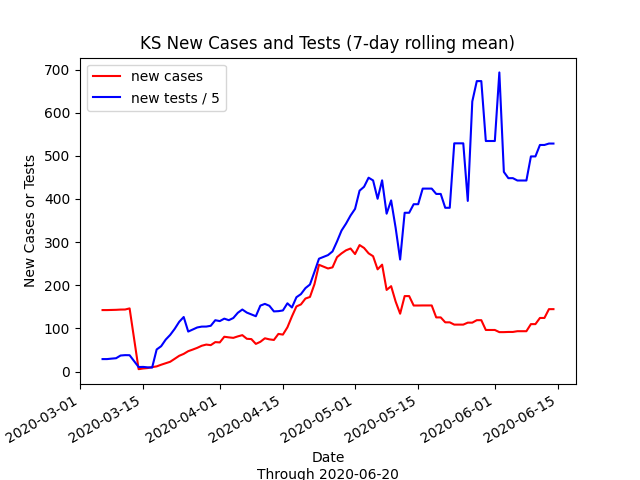 KS New Cases and Tests (7-day rolling mean)
new cases
new tests / 5
New Cases or Tests
700
600
500
400
300
200
100
0
2020-03-01
2020-03-15
2020-04-01
2020-04-15
2020-05-01
2020-05-15
2020-06-01
2020-06-15
Date
Through 2020-06-20